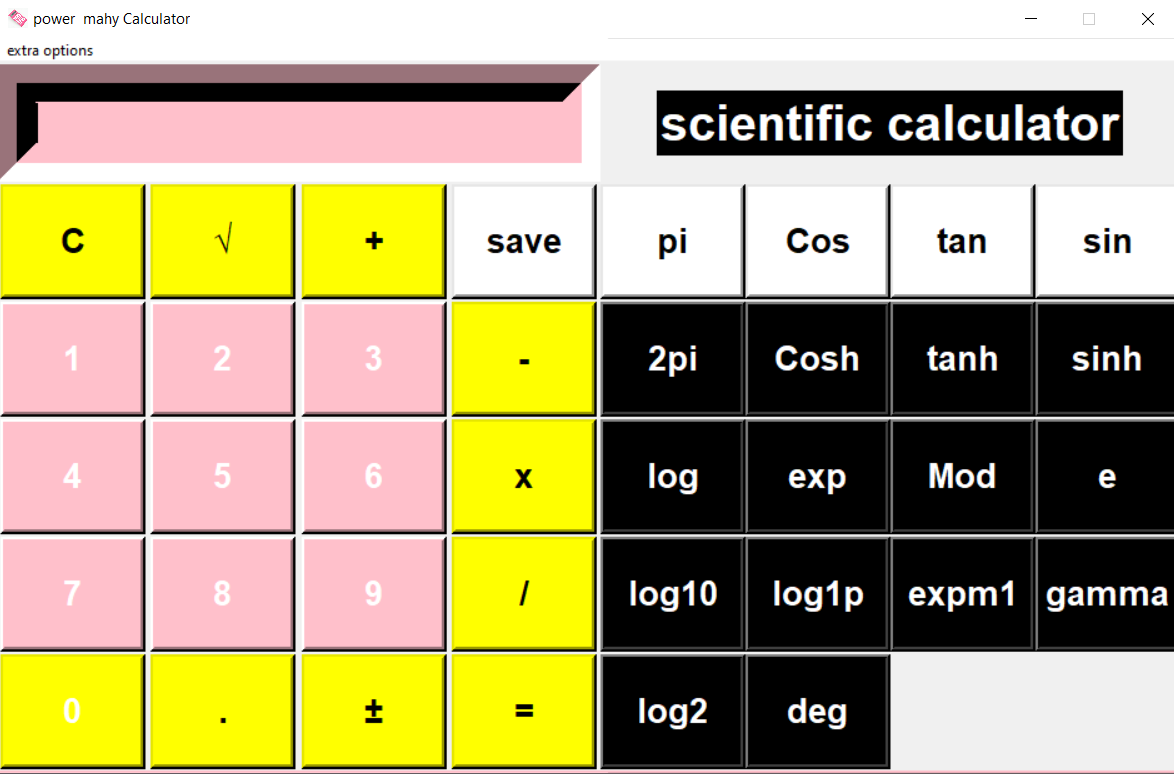 power  mahy Calculator
extra options
scientific calculator
C √ + save pi Cos tan sin
1 2 3 - 2pi Cosh tanh sinh
4 5 6 x log exp Mod e
7 8 9 / log10 log1p expm1 gamma
0 . ± = log2 deg